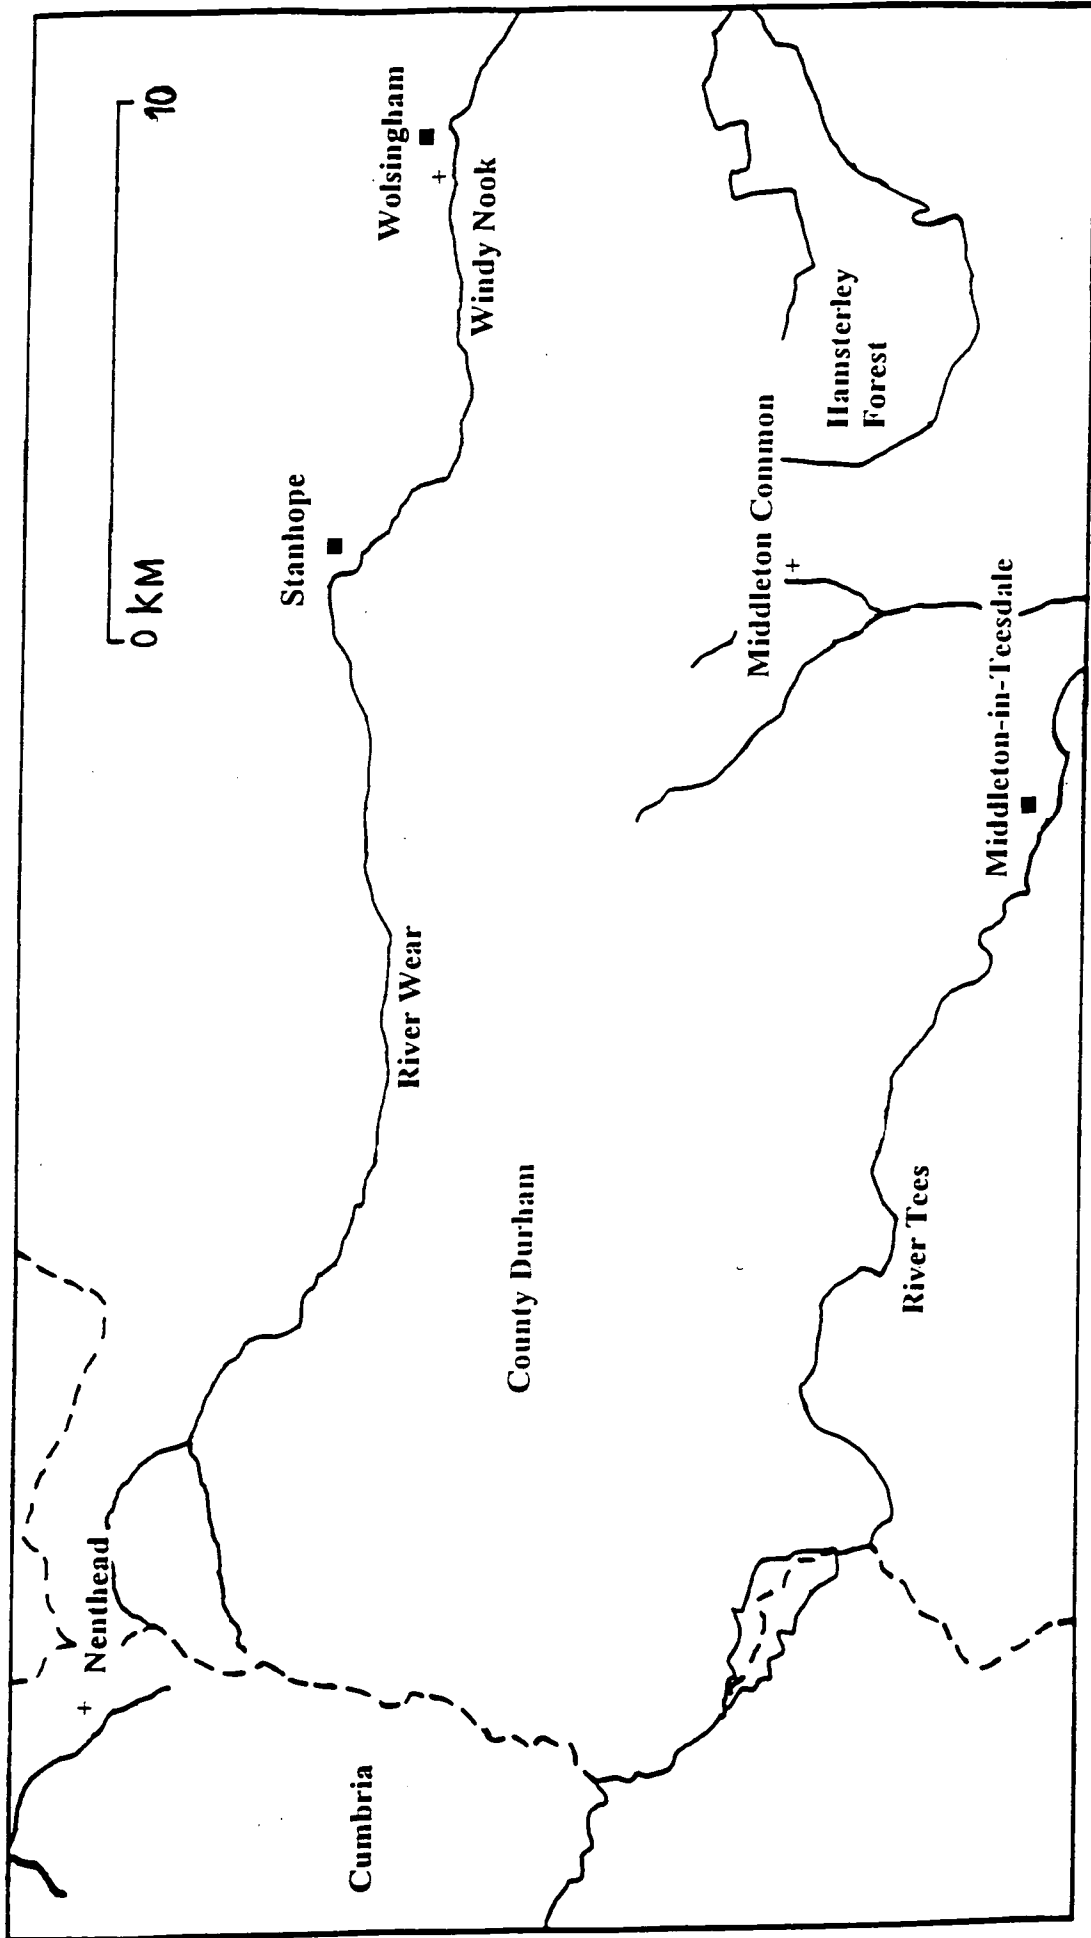 0 KM
10
Wolsingham
+
Windy Nook
Stanhope
Nenthead
+
River Wear
Middleton Common
+
Hamsterley
Forest
County Durham
Cumbria
Middleton-in-Teesdale
River Tees